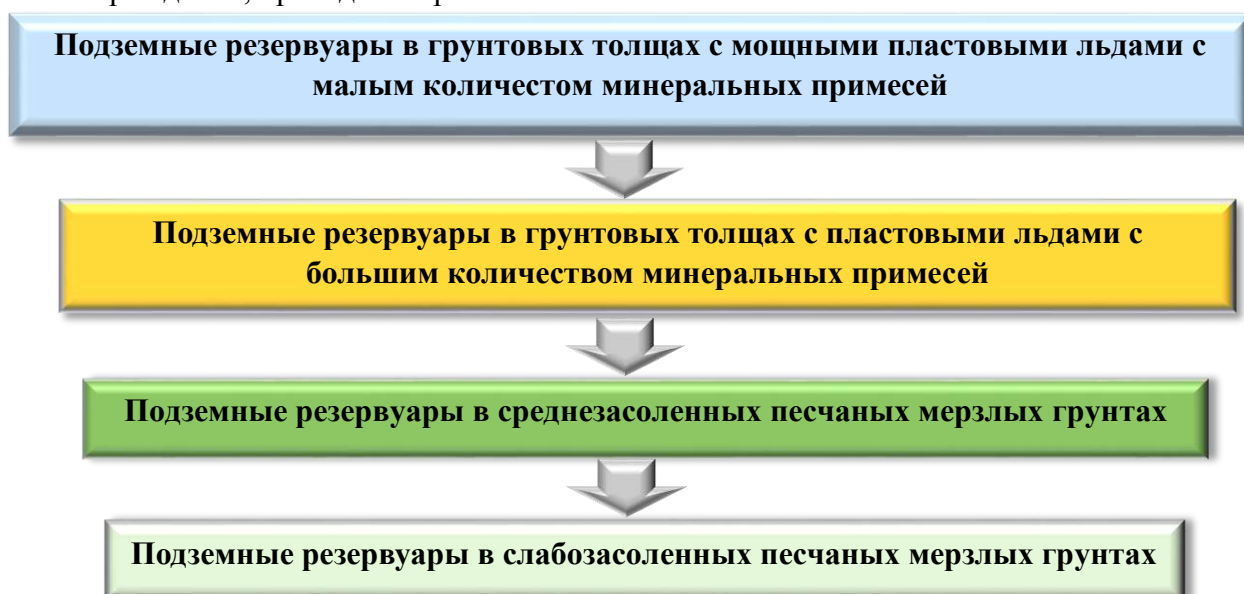 Подземные резервуары в грунтовых толщах с мощными пластовыми льдами с
малым количестом минеральных примесей
Подземные резервуары в грунтовых толщах с пластовыми льдами с
большим количеством минеральных примесей
Подземные резервуары в среднезасоленных песчаных мерзлых грунтах
Подземные резервуары в слабозасоленных песчаных мерзлых грунтах